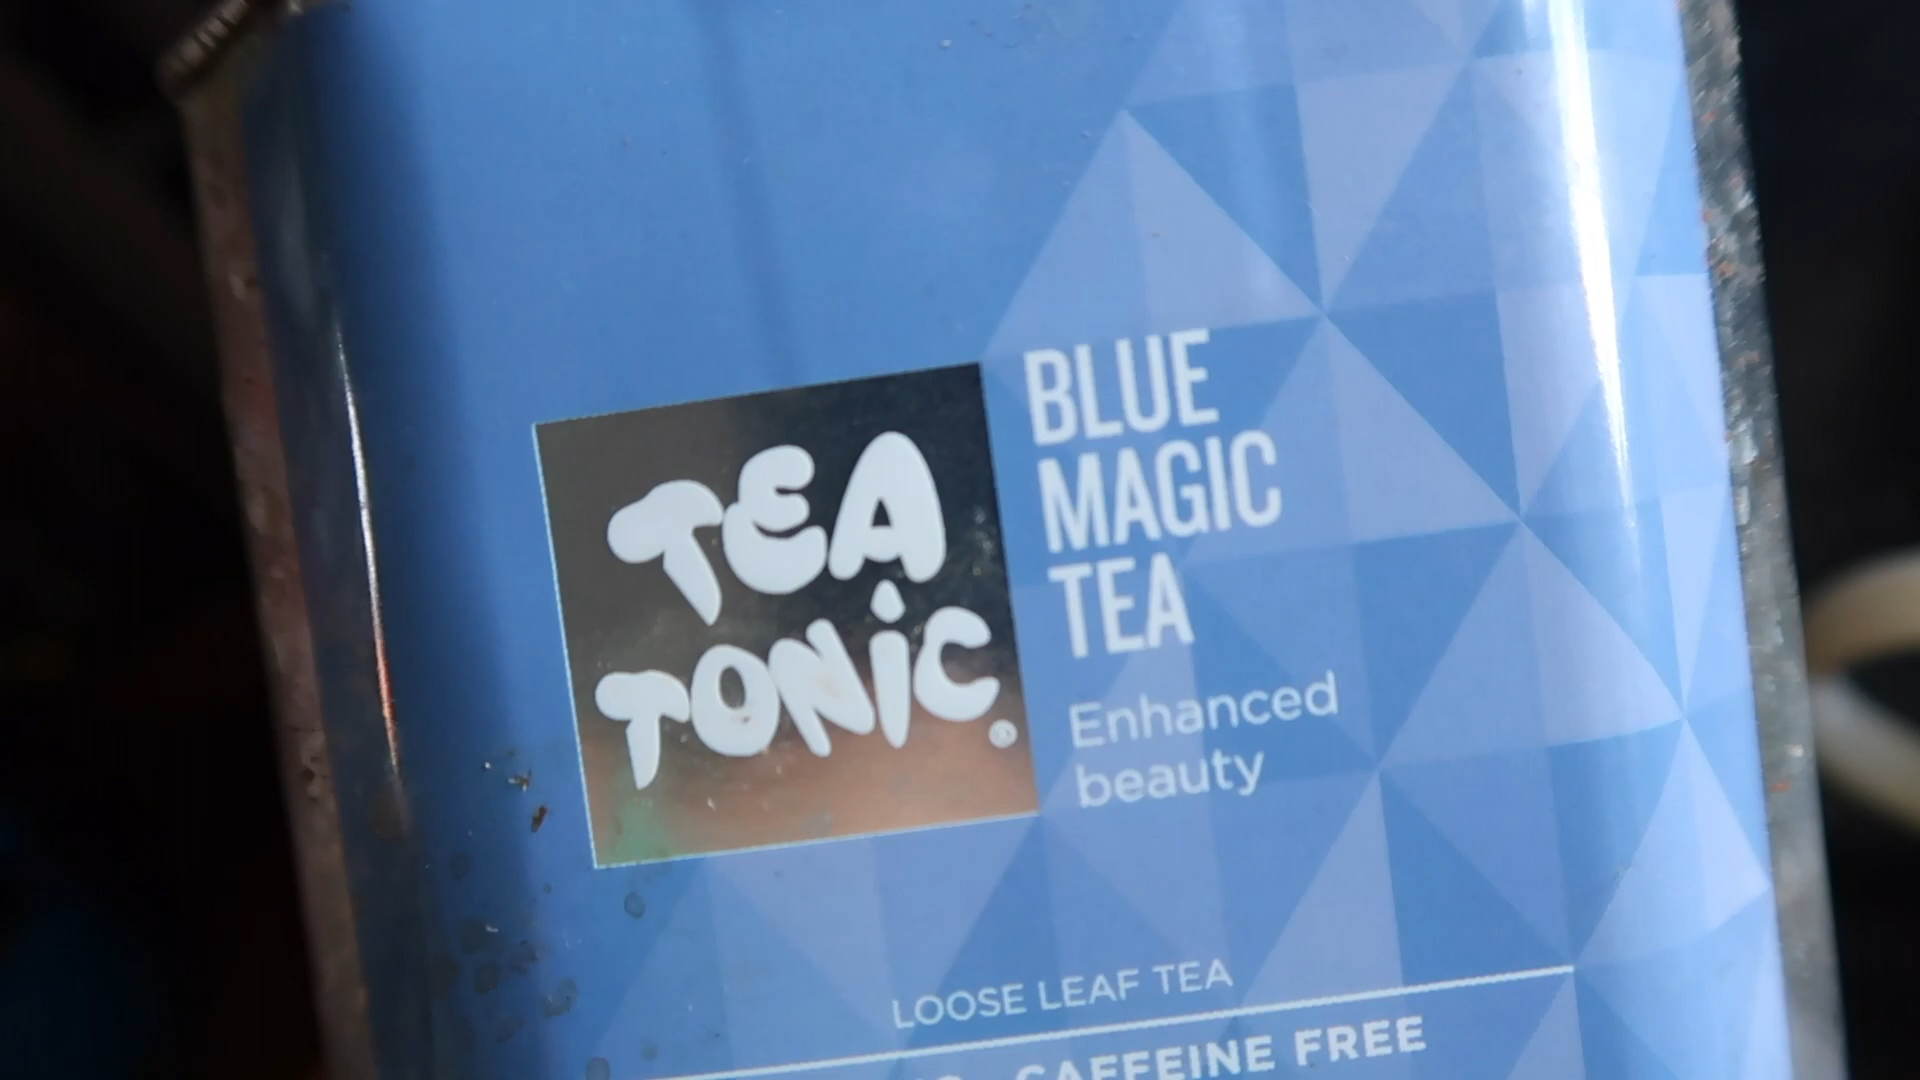 TEA
TONIC®
BLUE
MAGIC
TEA
Enhanced
beauty
LOOSE LEAF TEA
CAFFEINE FREE